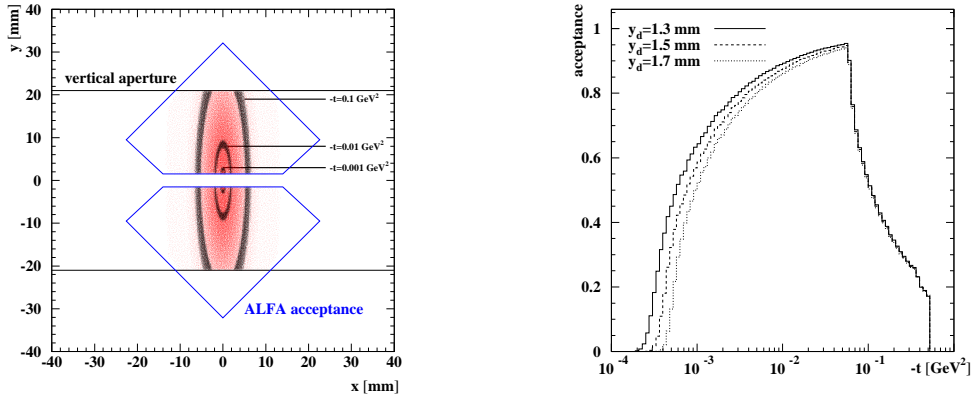 y [mm]
40
30
20
10
0
-10
-20
-30
-40
vertical aperture
-t=0.1 GeV²
-t=0.01 GeV²
-t=0.001 GeV²
ALFA acceptance
-40 -30 -20 -10 0 10 20 30 40
x [mm]
acceptance
1
0.8
0.6
0.4
0.2
0
y_d=1.3 mm
y_d=1.5 mm
y_d=1.7 mm
10⁻⁴ 10⁻³ 10⁻² 10⁻¹ -t [GeV²]